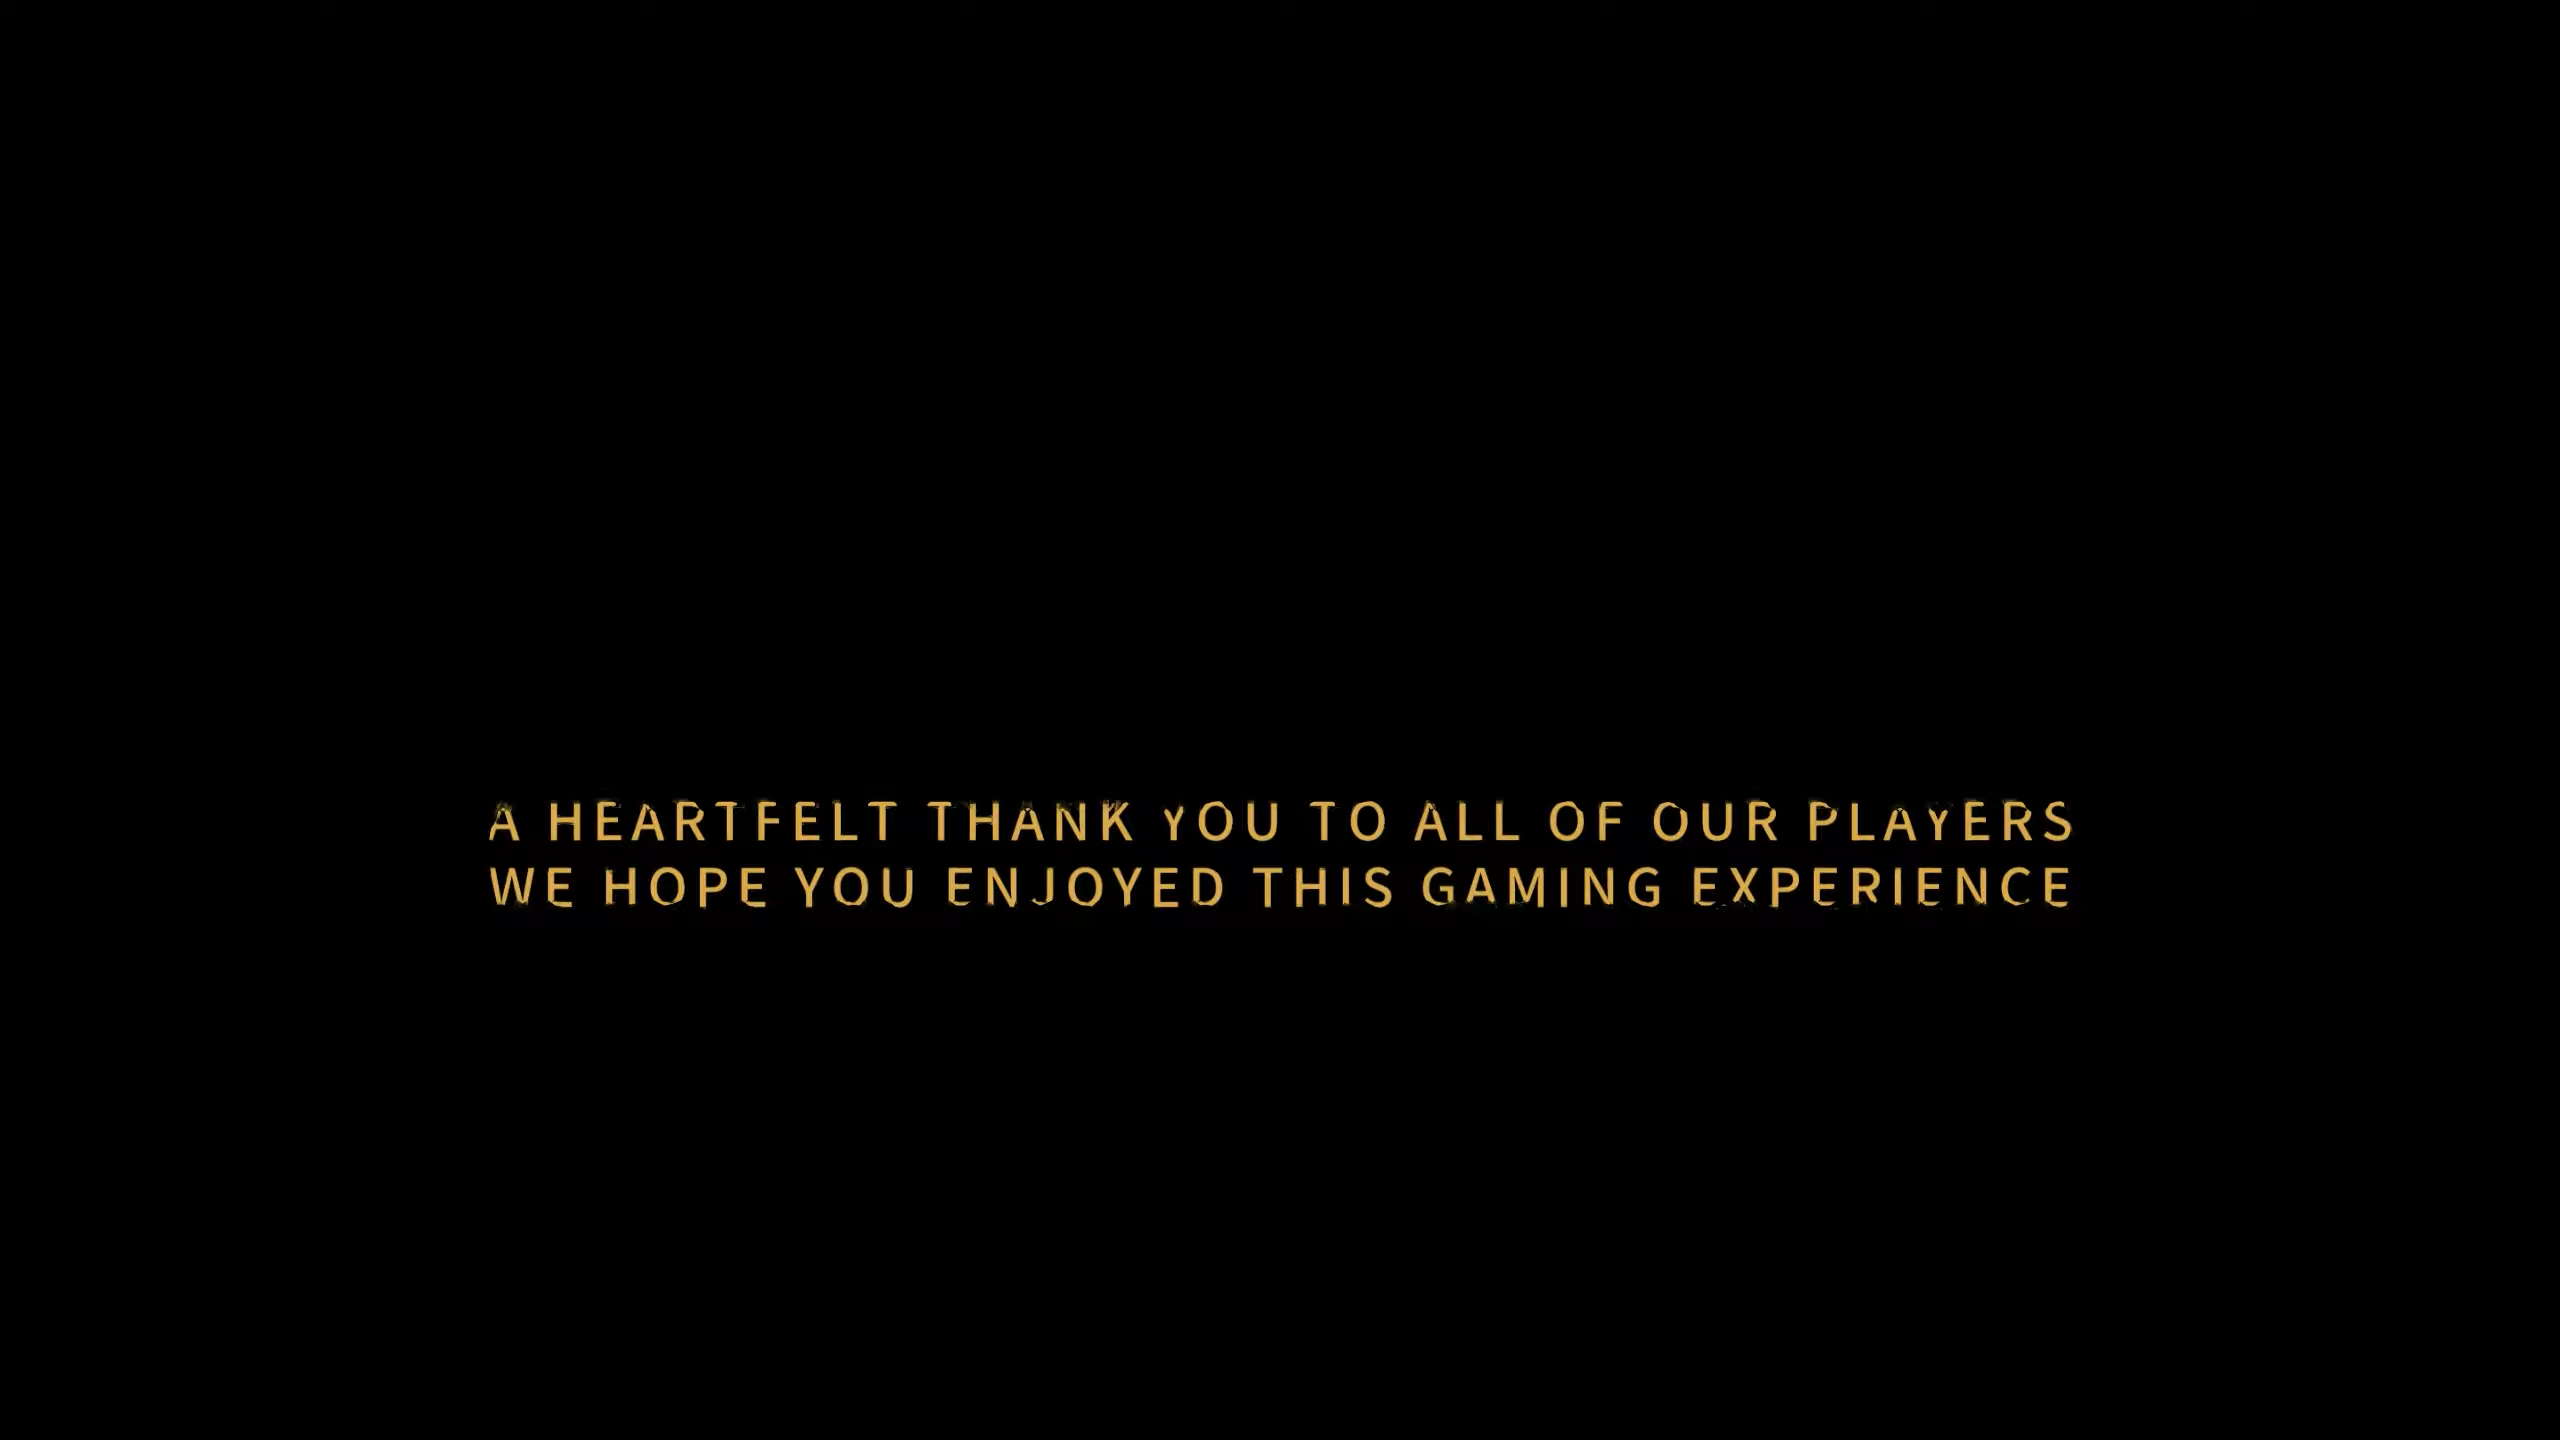 A HEARTFELT THANK YOU TO ALL OF OUR PLAYERS
WE HOPE YOU ENJOYED THIS GAMING EXPERIENCE